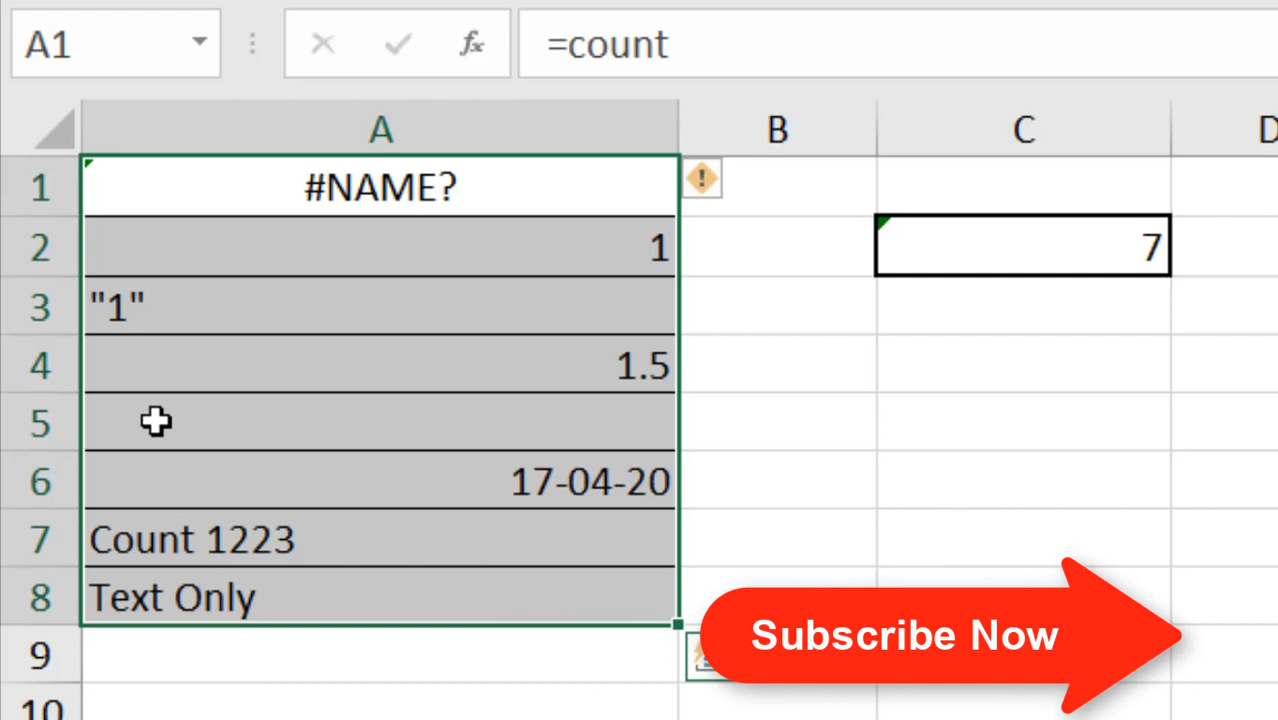 A1 fx =count
A B C D
1 #NAME?
2 1 7
3 "1"
4 1.5
5
6 17-04-20
7 Count 1223
8 Text Only
Subscribe Now
9
10